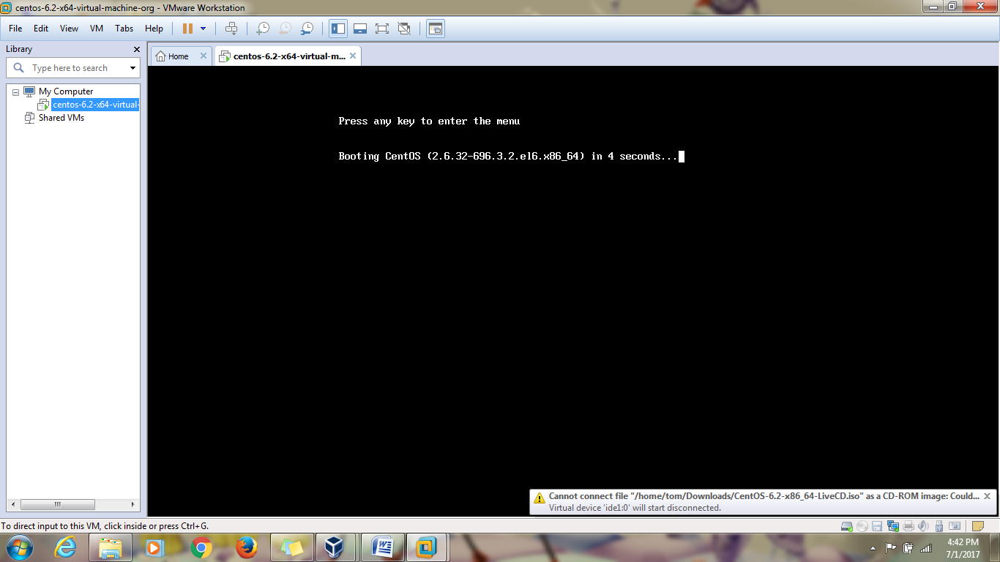 centos-6.2-x64-virtual-machine-org - VMware Workstation
File Edit View VM Tabs Help
Library
Type here to search
My Computer
centos-6.2-x64-virtual-
Shared VMs
Home
centos-6.2-x64-virtual-m...
Press any key to enter the menu
Booting CentOS (2.6.32-696.3.2.el6.x86_64) in 4 seconds...
Cannot connect file "/home/tom/Downloads/CentOS-6.2-x86_64-LiveCD.iso" as a CD-ROM image: Could...
Virtual device 'ide1:0' will start disconnected.
To direct input to this VM, click inside or press Ctrl+G.
4:42 PM
7/1/2017